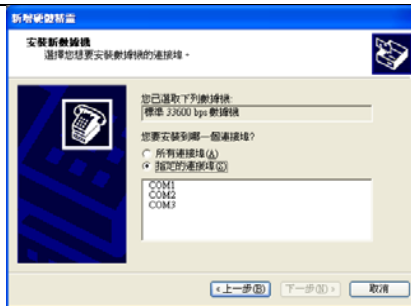 新增硬體精靈
安裝新數據機
選擇您想要安裝數據機的連接埠。
您已選取下列數據機:
標準 33600 bps 數據機
您要安裝到哪一個連接埠?
所有連接埠(A)
指定的連接埠(S)
COM1
COM2
COM3
<上一步(B)
下一步(N)>
取消